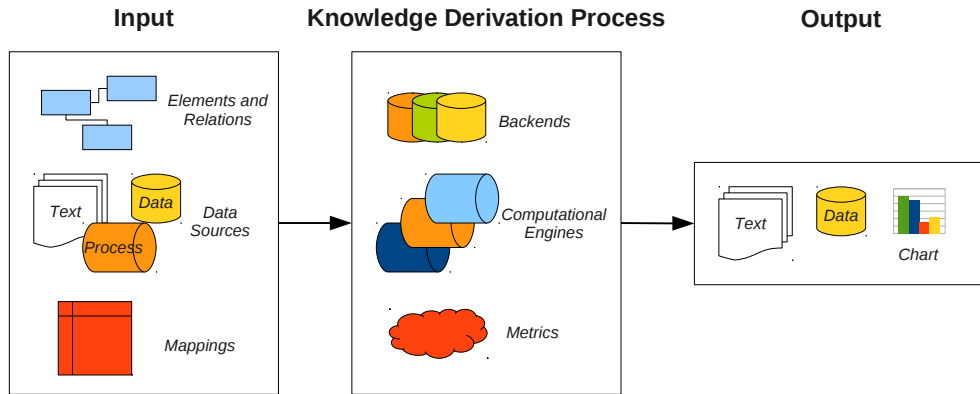 Input
Knowledge Derivation Process
Output
Elements and
Relations
Text
Data
Process
Data
Sources
Mappings
Backends
Computational
Engines
Metrics
Text
Data
Chart